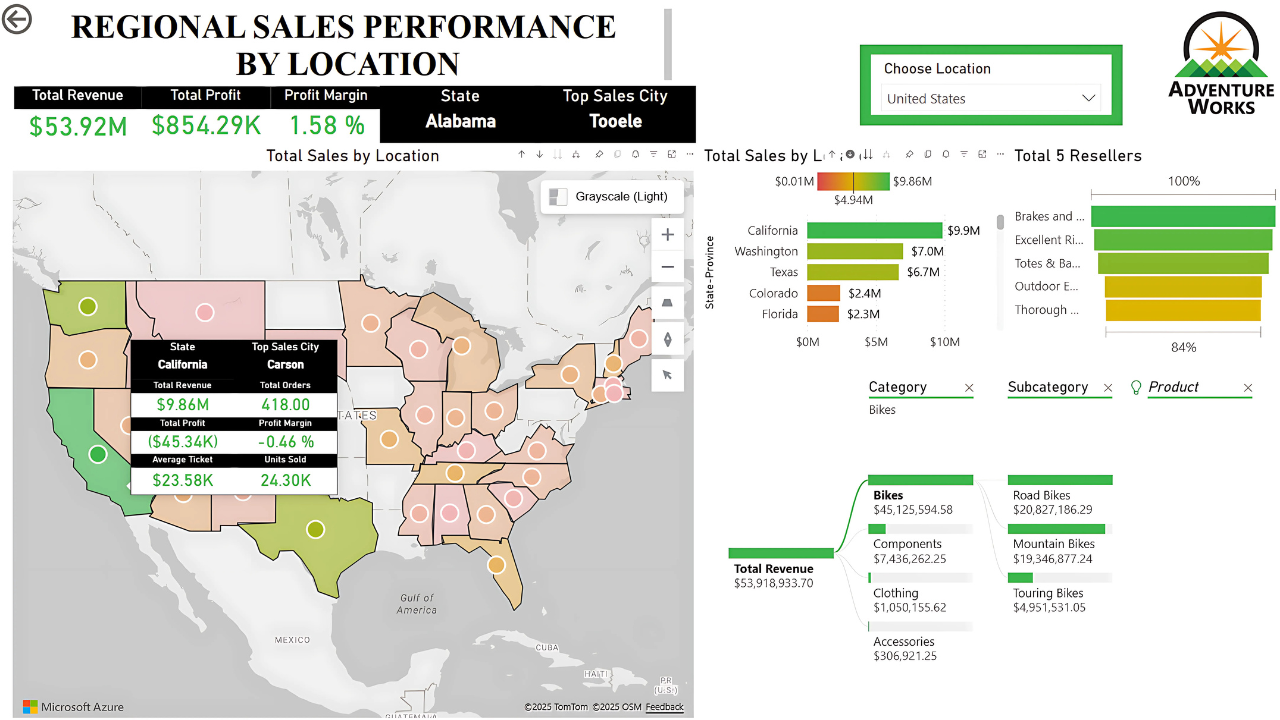 REGIONAL SALES PERFORMANCE
BY LOCATION
Total Revenue
$53.92M
Total Profit
$854.29K
Profit Margin
1.58 %
State
Alabama
Top Sales City
Tooele
Choose Location
United States
ADVENTURE
WORKS
Total Sales by Location
Grayscale (Light)
State
California
Top Sales City
Carson
Total Revenue
$9.86M
Total Orders
418.00
Total Profit
($45.34K)
Profit Margin
-0.46 %
Average Ticket
$23.58K
Units Sold
24.30K
TATES
Gulf of
America
MEXICO
CUBA
HAITI
P.R.
(U.S.)
GUATEMALA
Microsoft Azure
©2025 TomTom ©2025 OSM Feedback
Total Sales by L
$0.01M
$9.86M
$4.94M
State-Province
California
$9.9M
Washington
$7.0M
Texas
$6.7M
Colorado
$2.4M
Florida
$2.3M
$0M
$5M
$10M
Total 5 Resellers
100%
Brakes and ...
Excellent Ri...
Totes & Ba...
Outdoor E...
Thorough ...
84%
Category
Bikes
Subcategory
Product
Total Revenue
$53,918,933.70
Bikes
$45,125,594.58
Components
$7,436,262.25
Clothing
$1,050,155.62
Accessories
$306,921.25
Road Bikes
$20,827,186.29
Mountain Bikes
$19,346,877.24
Touring Bikes
$4,951,531.05